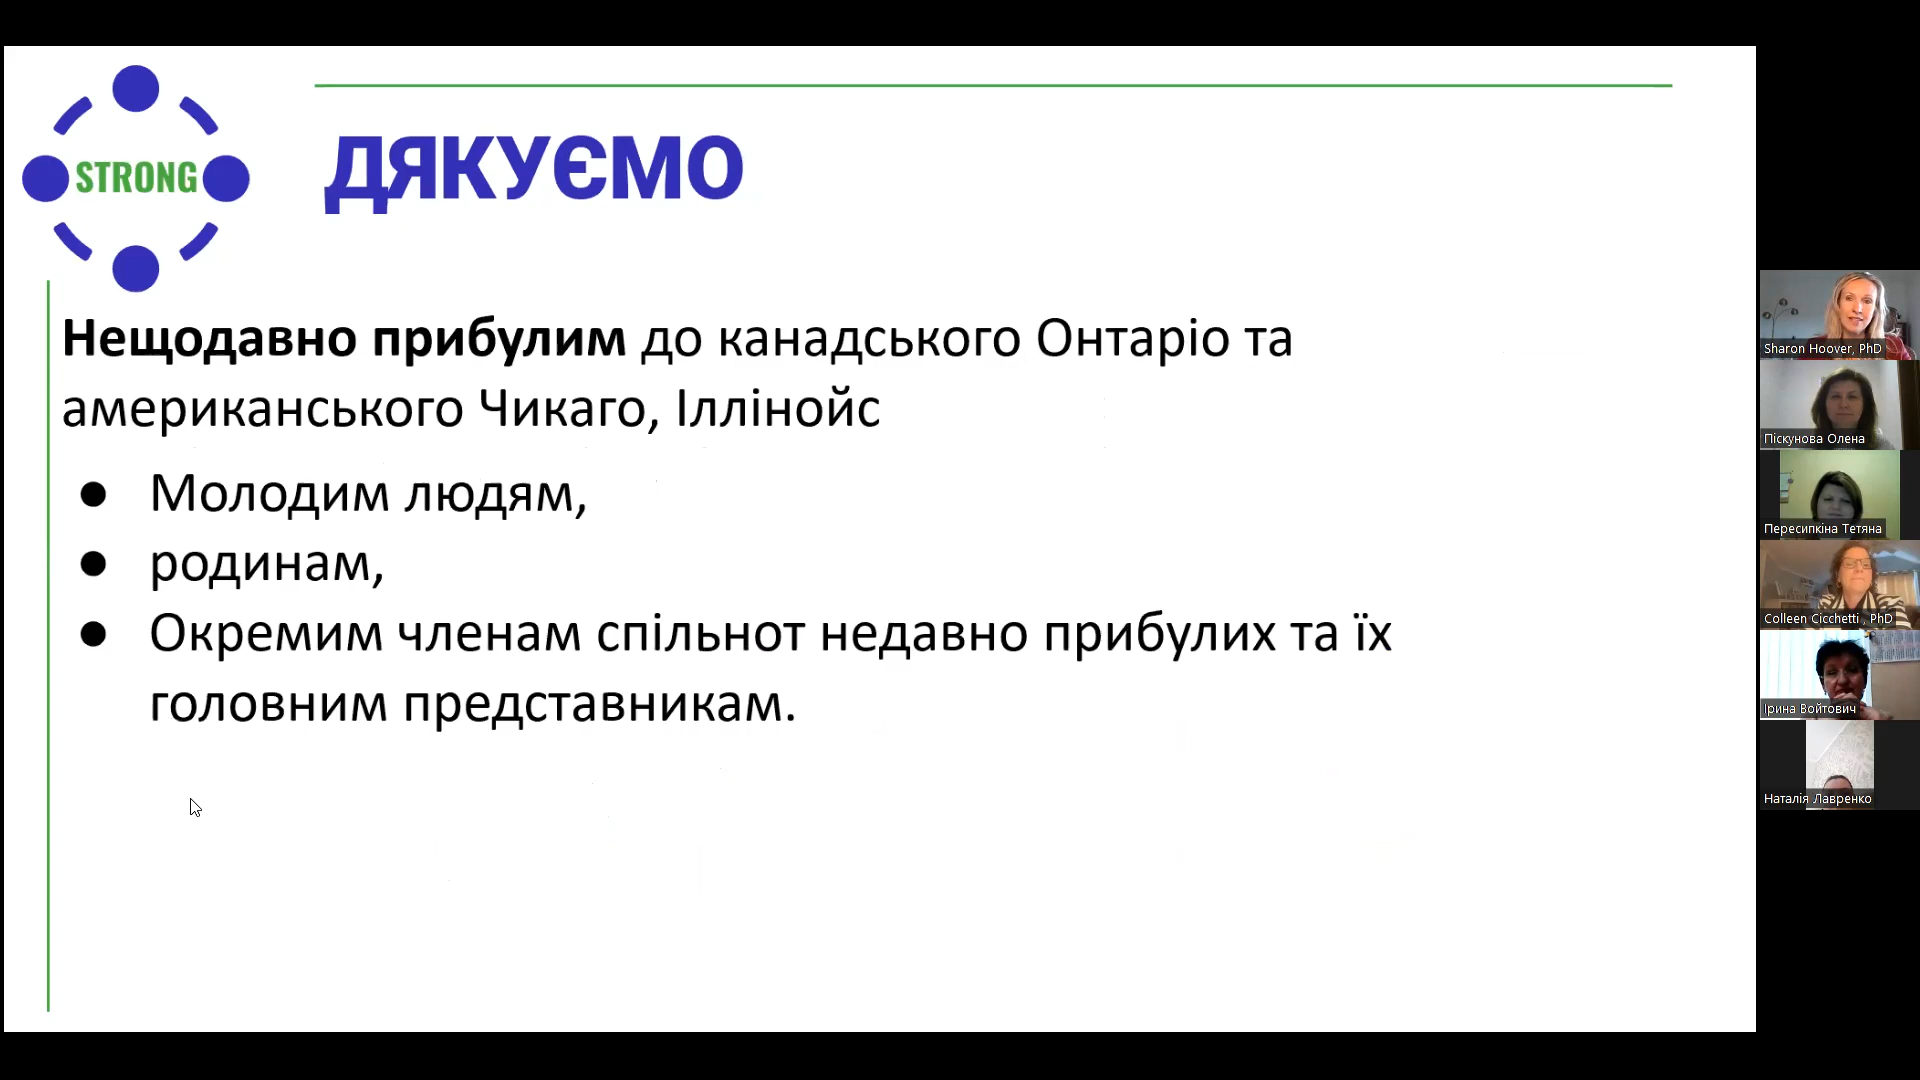 STRONG
ДЯКУЄМО
Нещодавно прибулим до канадського Онтаріо та
американського Чикаго, Іллінойс
● Молодим людям,
● родинам,
● Окремим членам спільнот недавно прибулих та їх
головним представникам.
Sharon Hoover, PhD
Піскунова Олена
Пересипкіна Тетяна
Colleen Cicchetti , PhD
Ірина Войтович
Наталія Лавренко